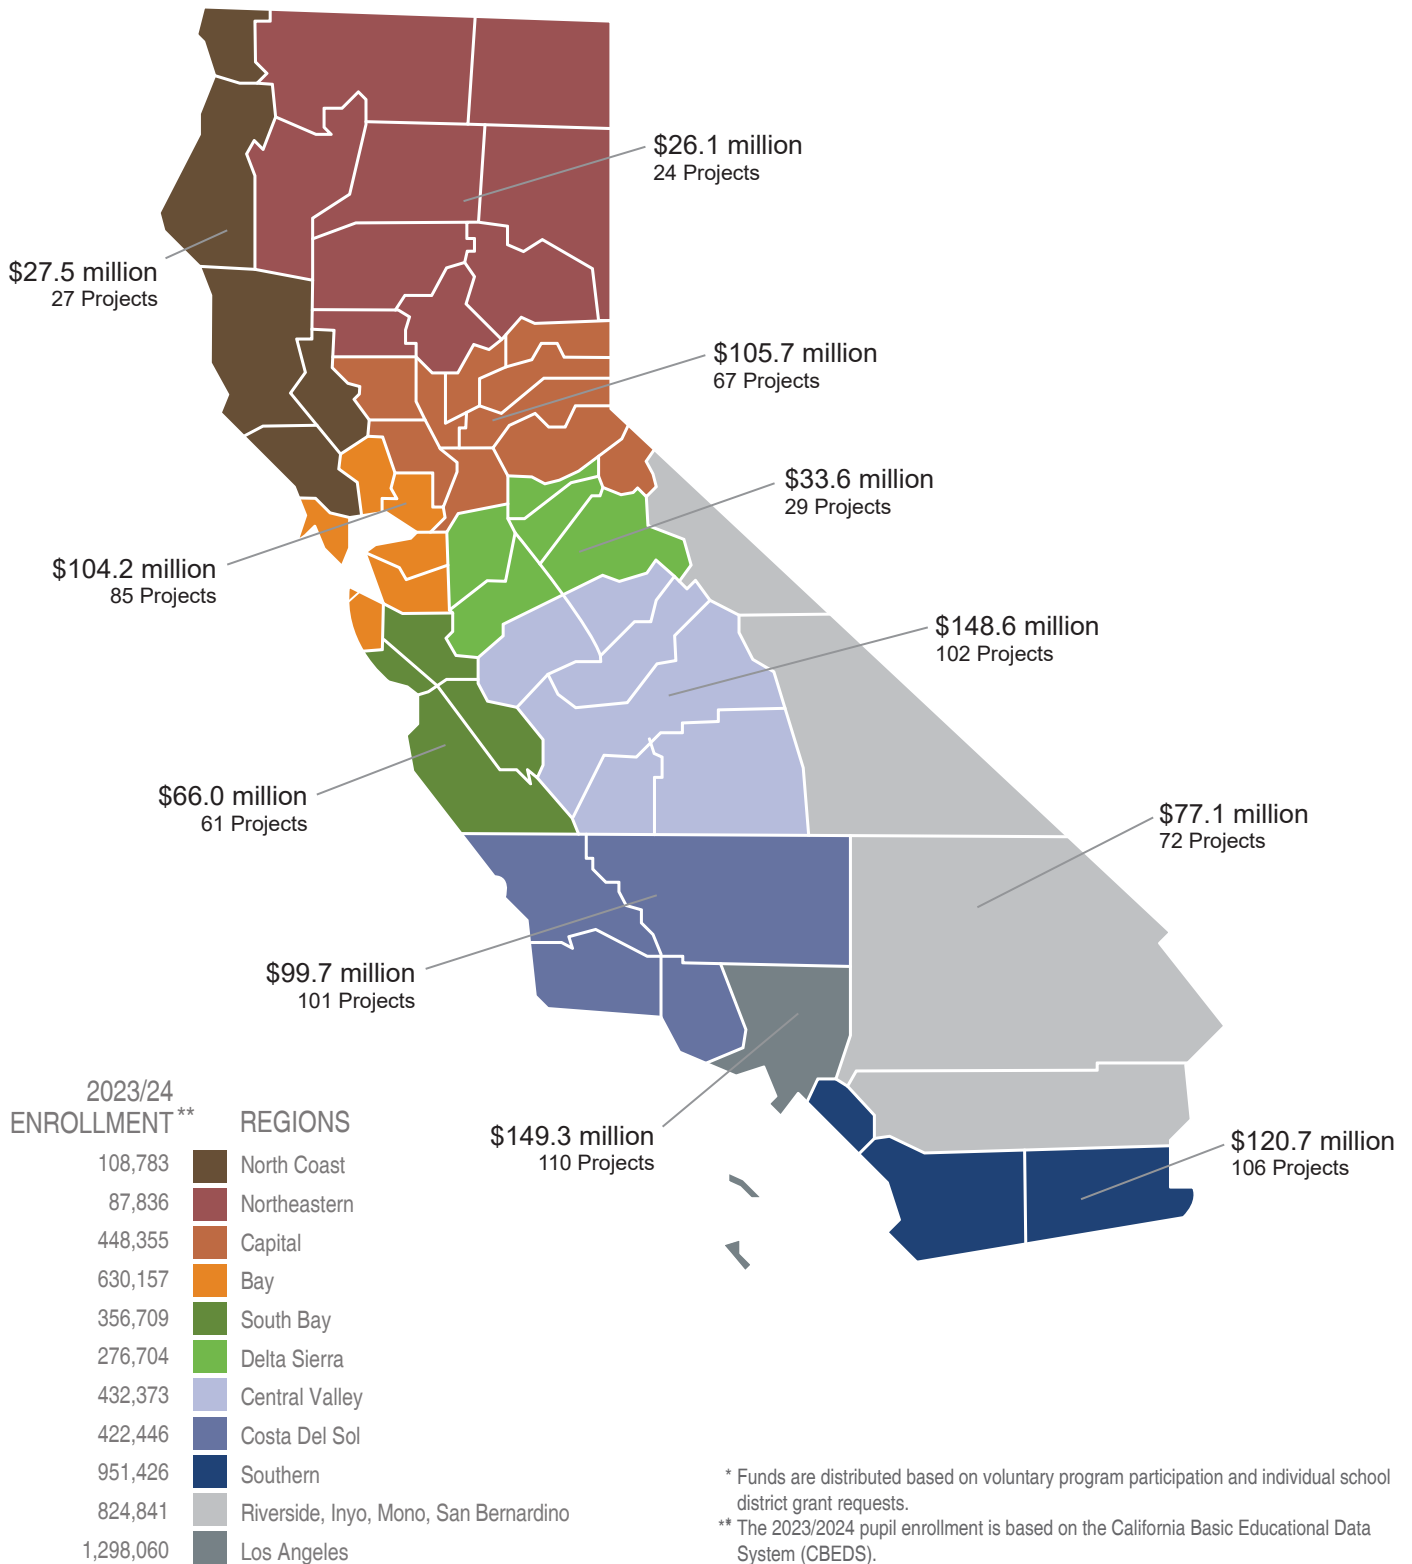 $26.1 million
24 Projects
$27.5 million
27 Projects
$105.7 million
67 Projects
$33.6 million
29 Projects
$104.2 million
85 Projects
$148.6 million
102 Projects
$66.0 million
61 Projects
$77.1 million
72 Projects
$99.7 million
101 Projects
$149.3 million
110 Projects
$120.7 million
106 Projects
2023/24
ENROLLMENT** REGIONS
108,783 North Coast
87,836 Northeastern
448,355 Capital
630,157 Bay
356,709 South Bay
276,704 Delta Sierra
432,373 Central Valley
422,446 Costa Del Sol
951,426 Southern
824,841 Riverside, Inyo, Mono, San Bernardino
1,298,060 Los Angeles
* Funds are distributed based on voluntary program participation and individual school
district grant requests.
** The 2023/2024 pupil enrollment is based on the California Basic Educational Data
System (CBEDS).